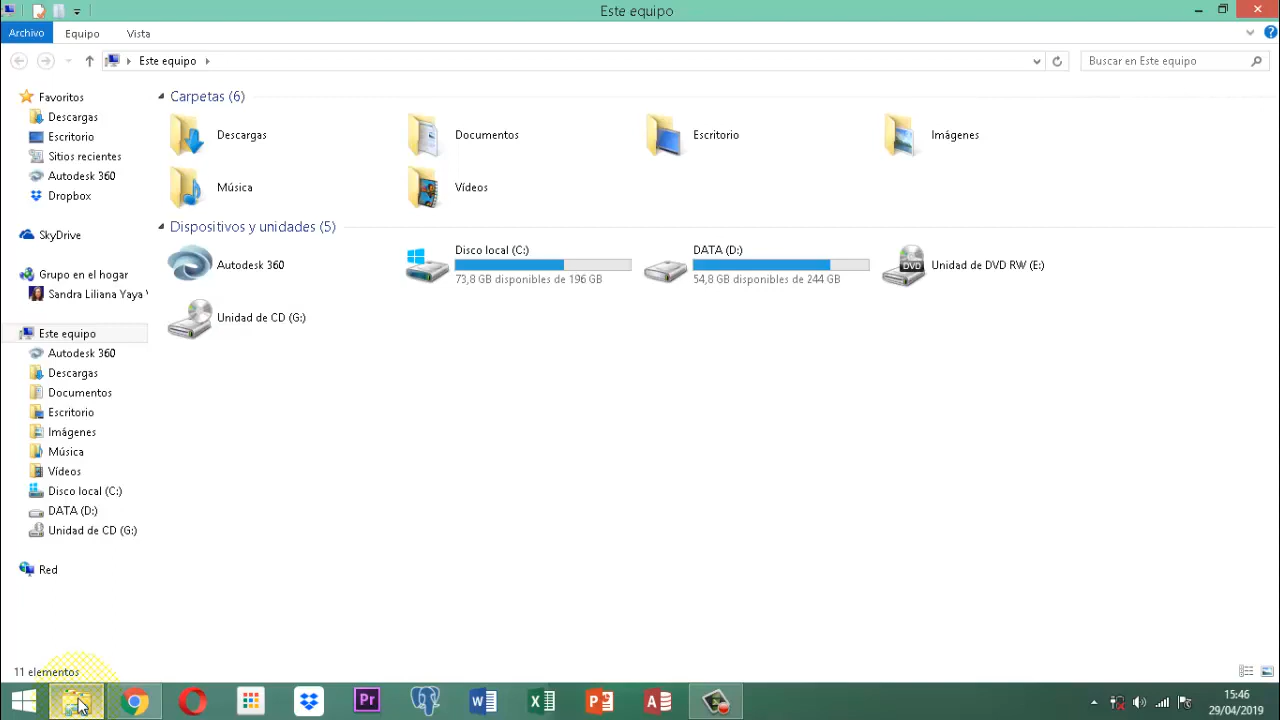 Este equipo
Archivo Equipo Vista
Este equipo
Buscar en Este equipo
Favoritos
Descargas
Escritorio
Sitios recientes
Autodesk 360
Dropbox
SkyDrive
Grupo en el hogar
Sandra Liliana Yaya
Este equipo
Autodesk 360
Descargas
Documentos
Escritorio
Imágenes
Música
Vídeos
Disco local (C:)
DATA (D:)
Unidad de CD (G:)
Red
Carpetas (6)
Descargas
Documentos
Escritorio
Imágenes
Música
Vídeos
Dispositivos y unidades (5)
Autodesk 360
Disco local (C:)
73,8 GB disponibles de 196 GB
DATA (D:)
54,8 GB disponibles de 244 GB
DVD
Unidad de DVD RW (E:)
Unidad de CD (G:)
11 elementos
Pr
15:46
29/04/2019